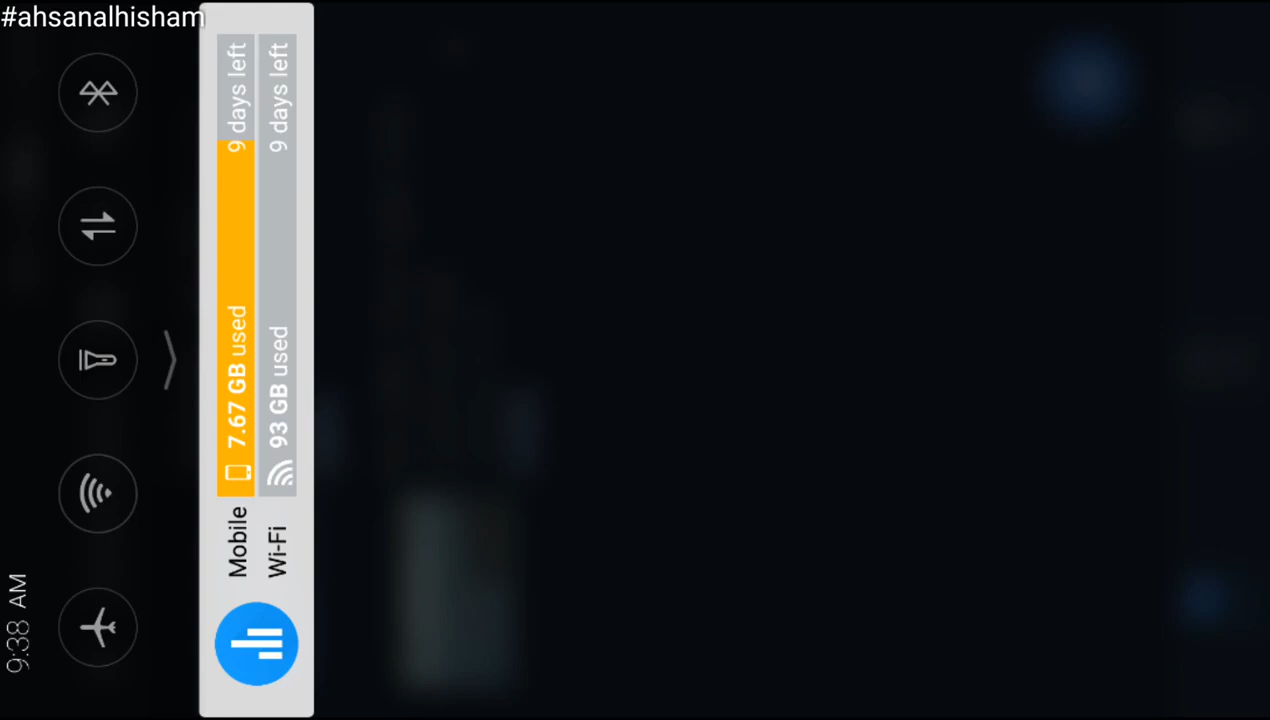 #ahsanalhisham
9:38 AM
Mobile 7.67 GB used 9 days left
Wi-Fi 93 GB used 9 days left